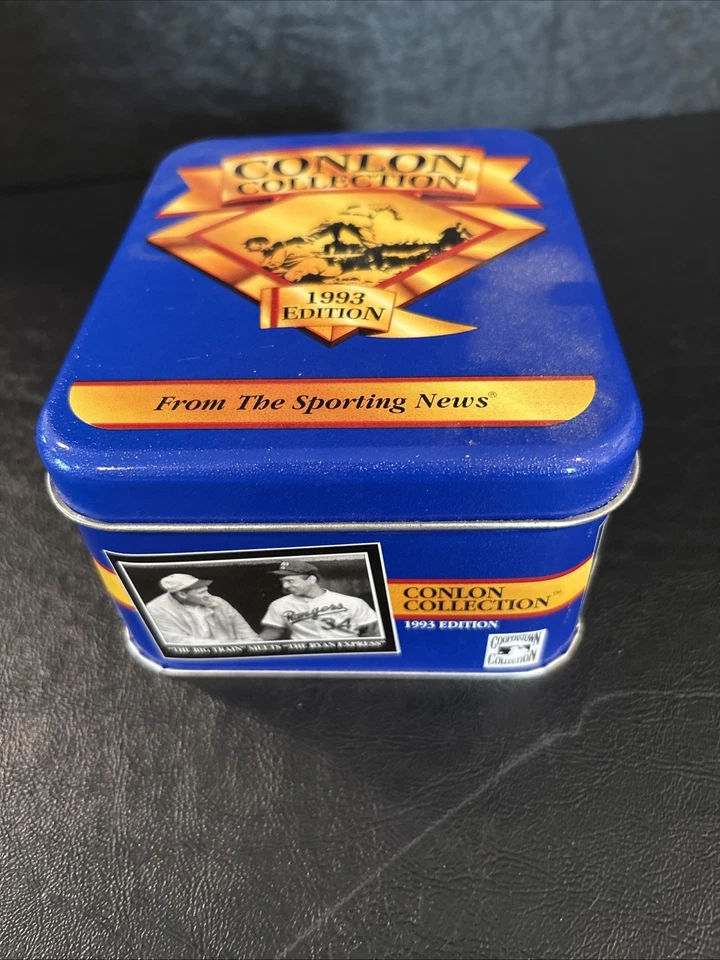 CONLON
COLLECTION
1993
EDITION
From The Sporting News®
Rangers
34
"THE BIG TRAIN" MEETS "THE RYAN EXPRESS"
CONLON
COLLECTION™
1993 EDITION
COOPERSTOWN
COLLECTION